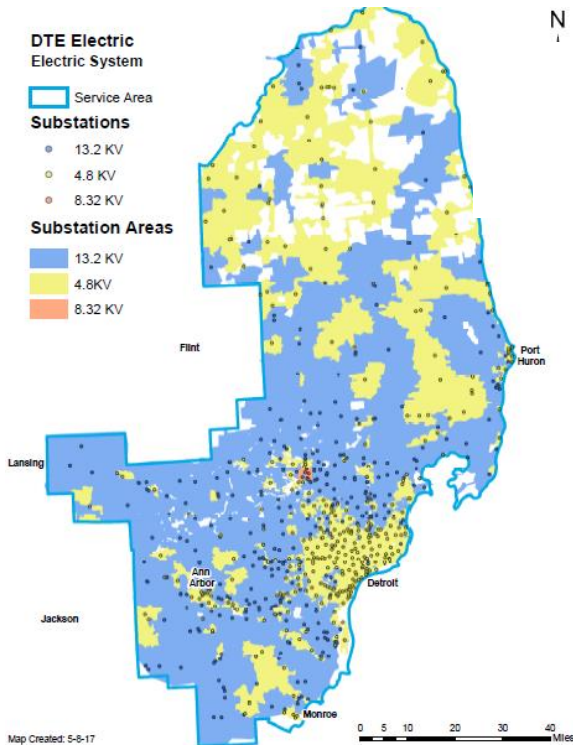 DTE Electric
Electric System
Service Area
Substations
13.2 KV
4.8 KV
8.32 KV
Substation Areas
13.2 KV
4.8KV
8.32 KV
N
Flint
Port
Huron
Lansing
Ann
Arbor
Detroit
Jackson
Monroe
Map Created: 5-8-17
0 5 10 20 30 40
Miles